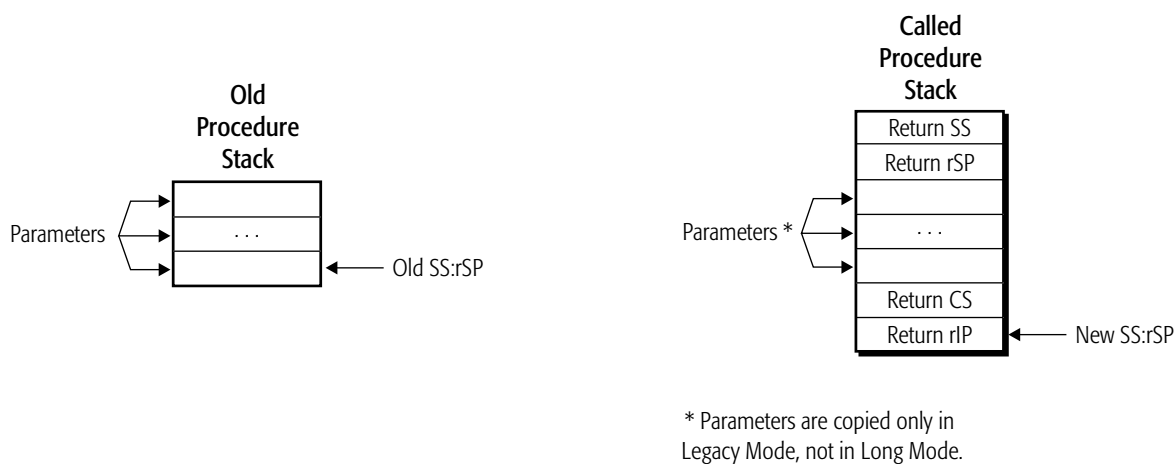 Old
Procedure
Stack
Parameters
. . .
Old SS:rSP
Called
Procedure
Stack
Return SS
Return rSP
Parameters *
. . .
Return CS
Return rIP
New SS:rSP
* Parameters are copied only in
Legacy Mode, not in Long Mode.